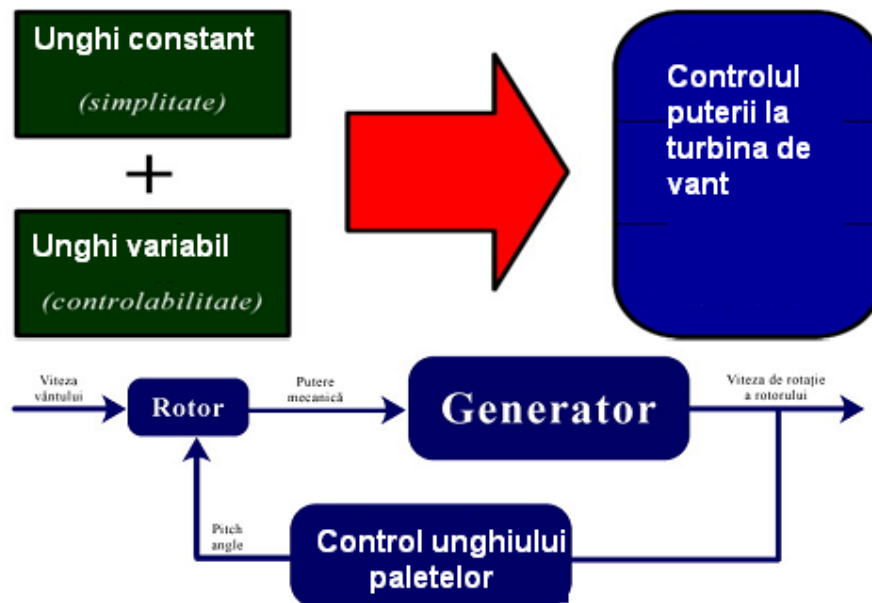 Unghi constant
(simplitate)
+
Unghi variabil
(controlabilitate)
Controlul
puterii la
turbina de
vant
Viteza
vântului
Rotor
Putere
mecanică
Generator
Viteza de rotație
a rotorului
Pitch
angle
Control unghiului
paletelor